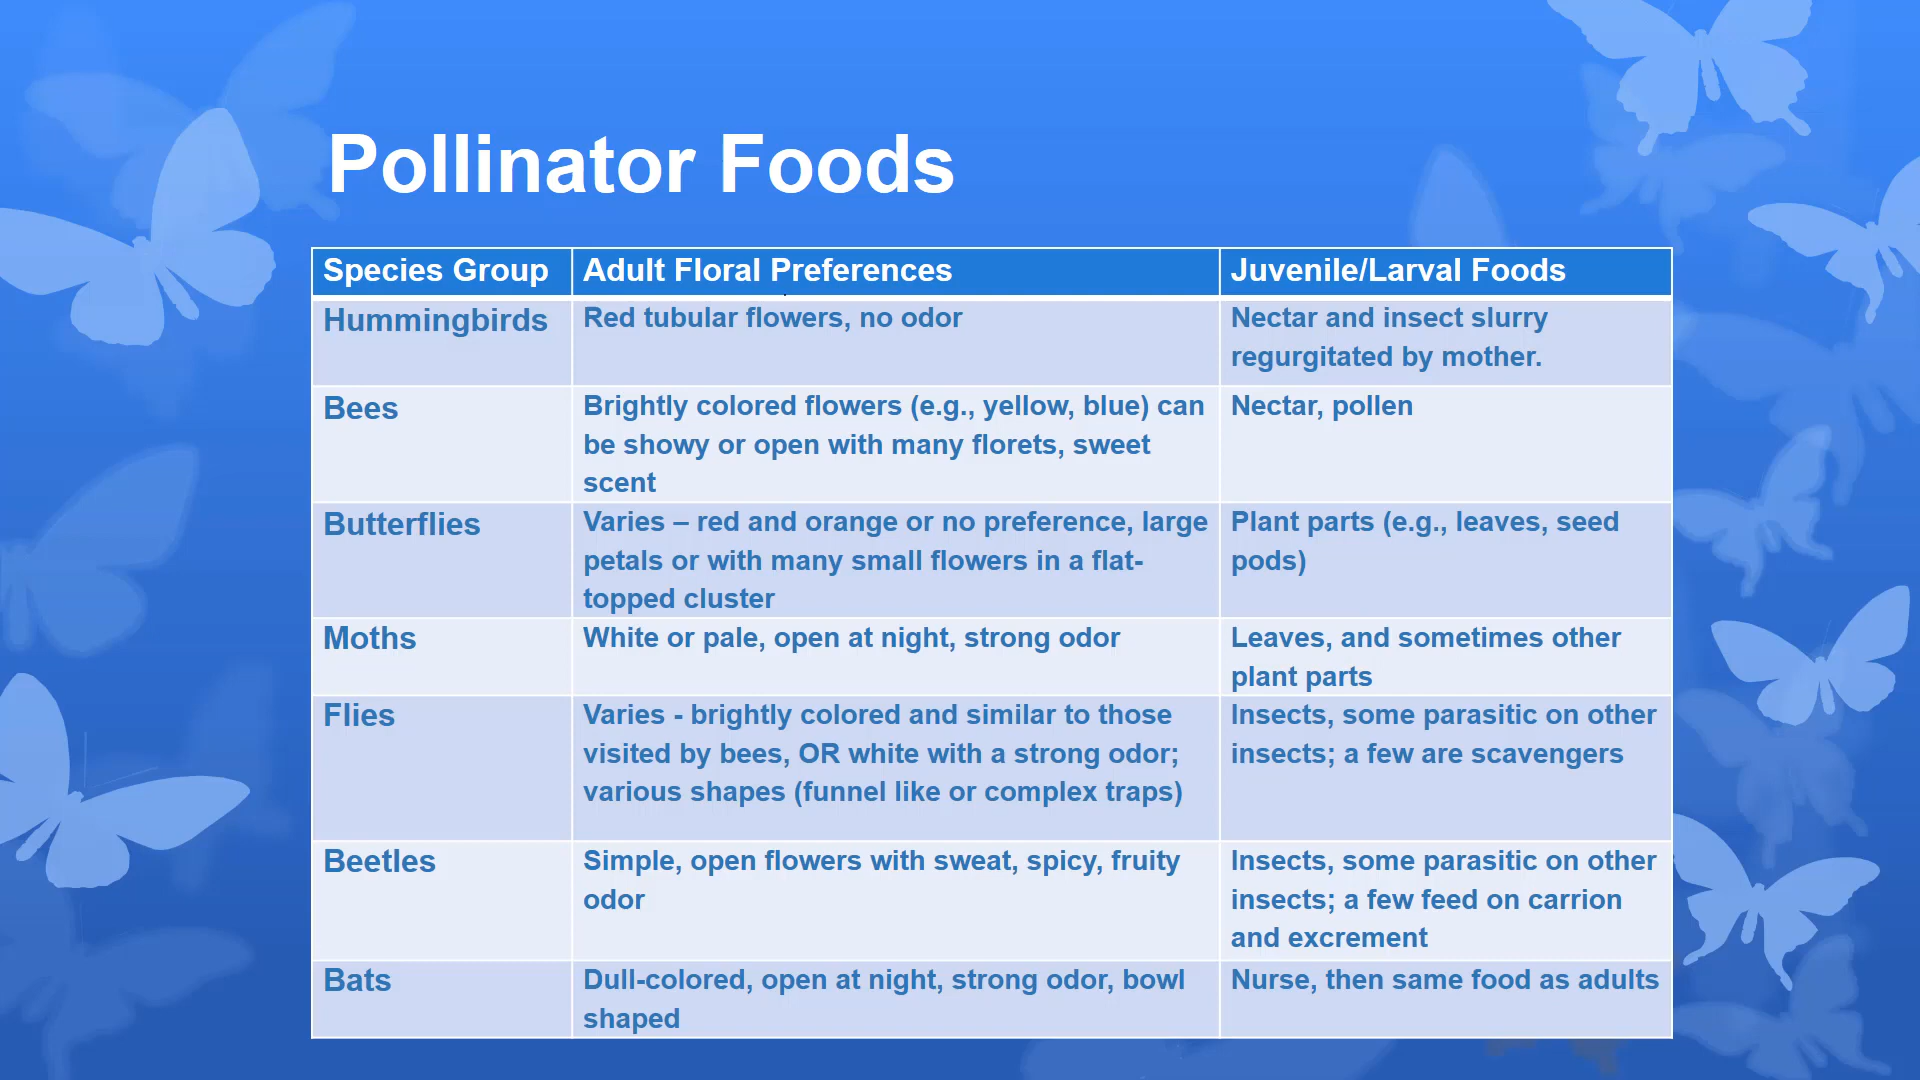 Pollinator Foods
Species Group
Adult Floral Preferences
Juvenile/Larval Foods
Hummingbirds
Red tubular flowers, no odor
Nectar and insect slurry
regurgitated by mother.
Bees
Brightly colored flowers (e.g., yellow, blue) can
be showy or open with many florets, sweet
scent
Nectar, pollen
Butterflies
Varies – red and orange or no preference, large
petals or with many small flowers in a flat-
topped cluster
Plant parts (e.g., leaves, seed
pods)
Moths
White or pale, open at night, strong odor
Leaves, and sometimes other
plant parts
Flies
Varies - brightly colored and similar to those
visited by bees, OR white with a strong odor;
various shapes (funnel like or complex traps)
Insects, some parasitic on other
insects; a few are scavengers
Beetles
Simple, open flowers with sweat, spicy, fruity
odor
Insects, some parasitic on other
insects; a few feed on carrion
and excrement
Bats
Dull-colored, open at night, strong odor, bowl
shaped
Nurse, then same food as adults